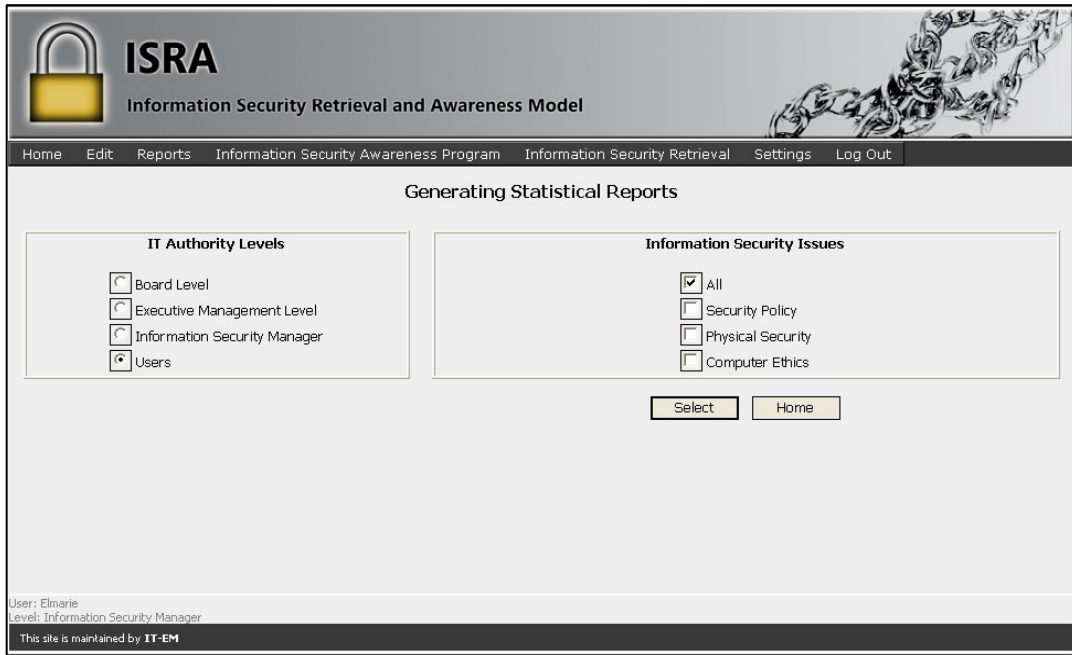 ISRA
Information Security Retrieval and Awareness Model
Home Edit Reports Information Security Awareness Program Information Security Retrieval Settings Log Out
Generating Statistical Reports
IT Authority Levels
Board Level
Executive Management Level
Information Security Manager
Users
Information Security Issues
All
Security Policy
Physical Security
Computer Ethics
Select Home
User: Elmarie
Level: Information Security Manager
This site is maintained by IT-EM